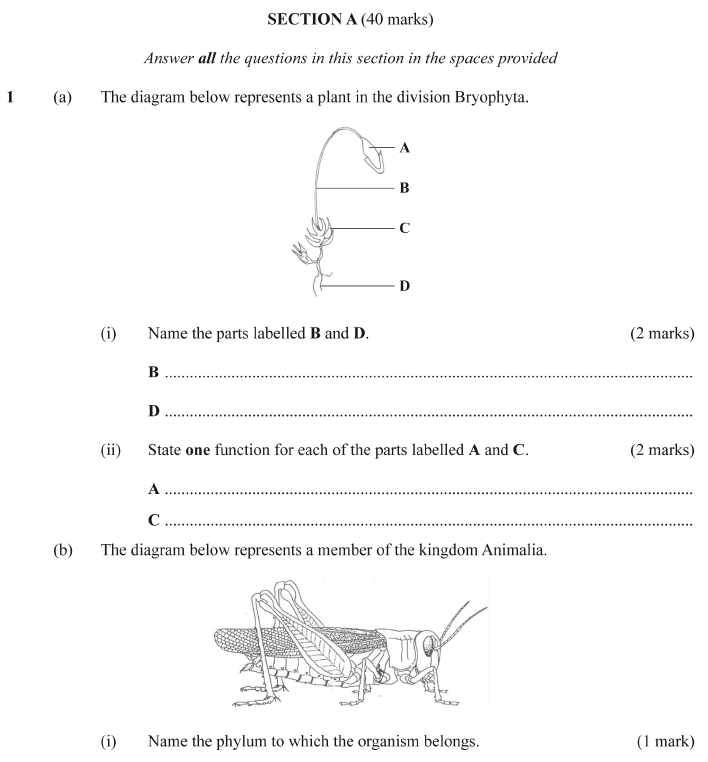 SECTION A (40 marks)
Answer all the questions in this section in the spaces provided
1 (a) The diagram below represents a plant in the division Bryophyta.
A
B
C
D
(i) Name the parts labelled B and D. (2 marks)
B ....................................................................................................
D ....................................................................................................
(ii) State one function for each of the parts labelled A and C. (2 marks)
A ....................................................................................................
C ....................................................................................................
(b) The diagram below represents a member of the kingdom Animalia.
(i) Name the phylum to which the organism belongs. (1 mark)